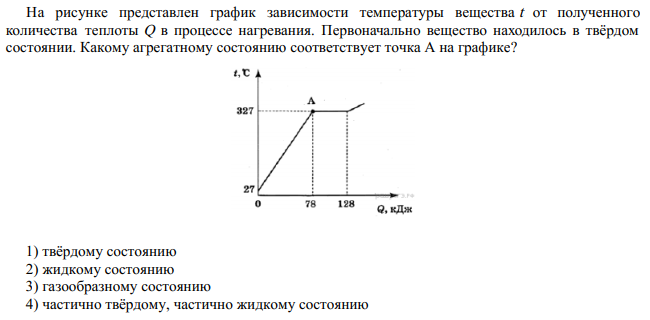 На рисунке представлен график зависимости температуры вещества t от полученного
количества теплоты Q в процессе нагревания. Первоначально вещество находилось в твёрдом
состоянии. Какому агрегатному состоянию соответствует точка А на графике?
t, °C
A
327
27
0 78 128 Q, кДж
1) твёрдому состоянию
2) жидкому состоянию
3) газообразному состоянию
4) частично твёрдому, частично жидкому состоянию